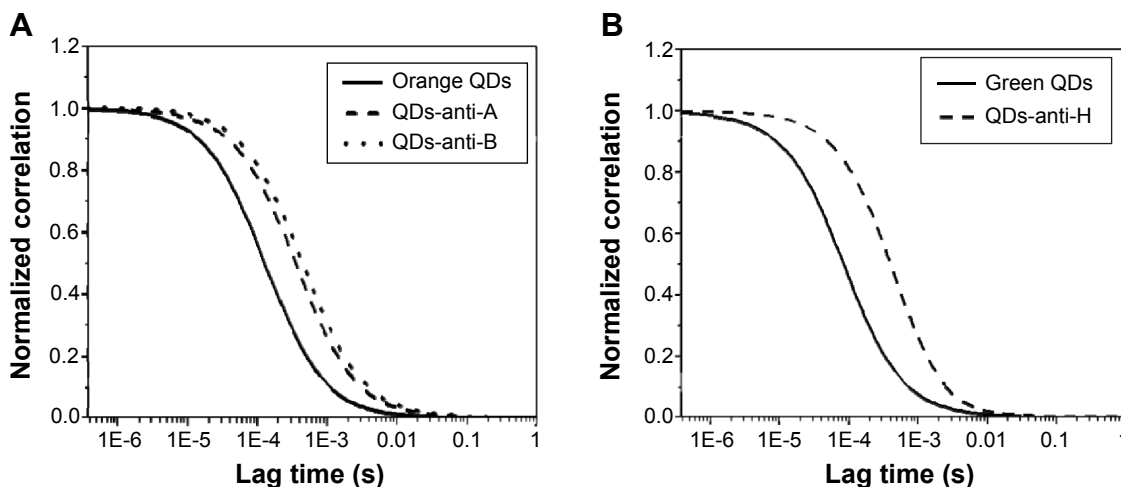 A
Normalized correlation
1.2
1.0
0.8
0.6
0.4
0.2
0.0
Orange QDs
QDs-anti-A
QDs-anti-B
1E-6 1E-5 1E-4 1E-3 0.01 0.1 1
Lag time (s)
B
Normalized correlation
1.2
1.0
0.8
0.6
0.4
0.2
0.0
Green QDs
QDs-anti-H
1E-6 1E-5 1E-4 1E-3 0.01 0.1 1
Lag time (s)